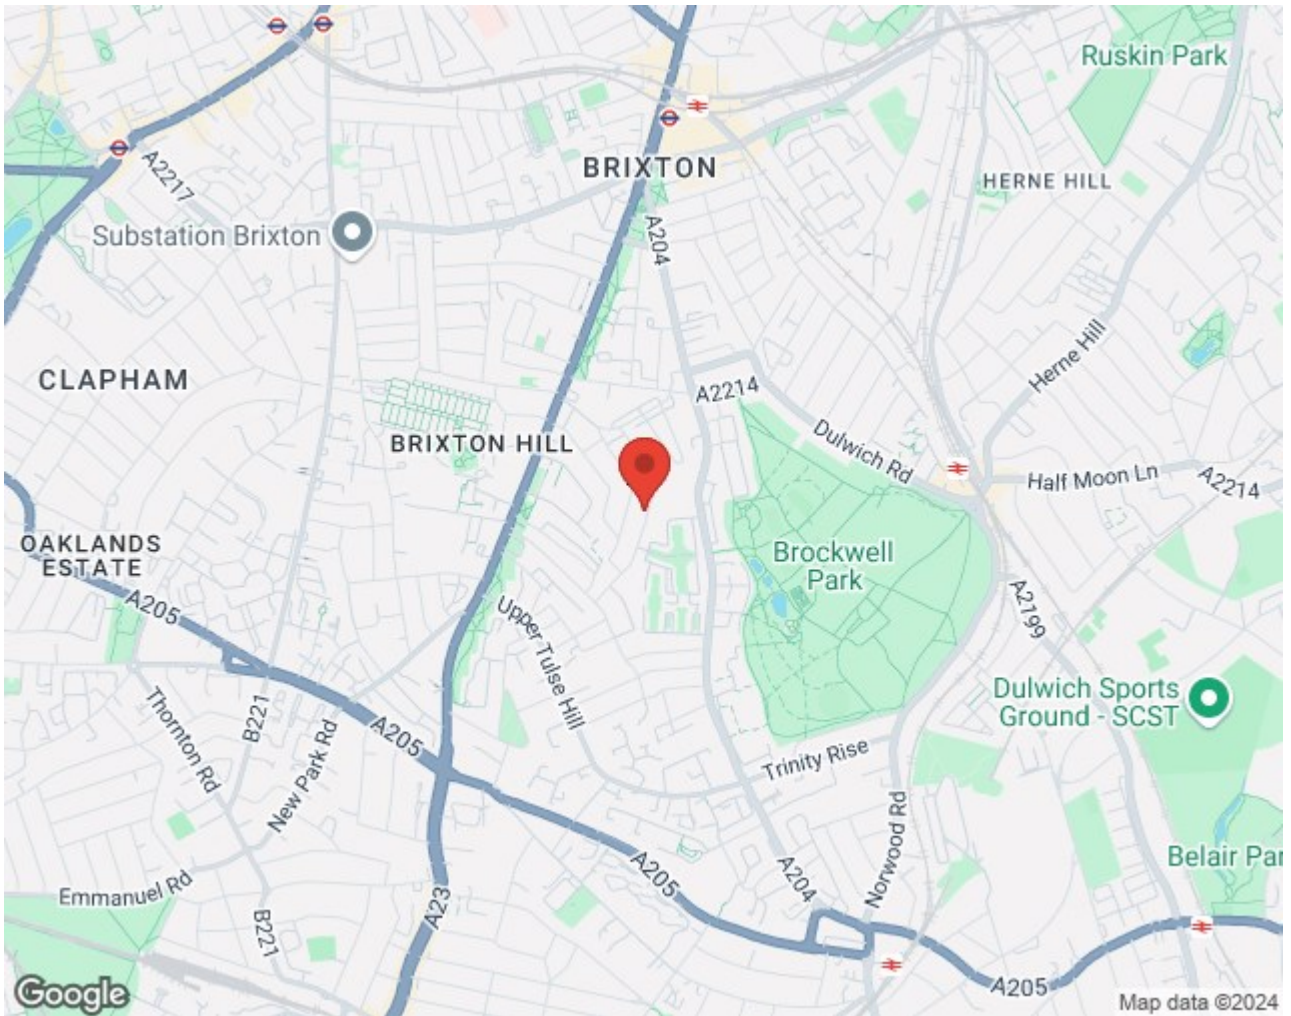 Ruskin Park
BRIXTON
A2217
HERNE HILL
Substation Brixton
A204
Herne Hill
CLAPHAM
A2214
BRIXTON HILL
Dulwich Rd
Half Moon Ln
A2214
OAKLANDS
ESTATE
Brockwell
Park
A205
A2199
Upper Tulse Hill
Dulwich Sports
Ground - SCST
Thornton Rd
B221
A205
New Park Rd
Trinity Rise
Norwood Rd
Belair Par
A205
A204
Emmanuel Rd
A23
B221
A205
Google
Map data ©2024